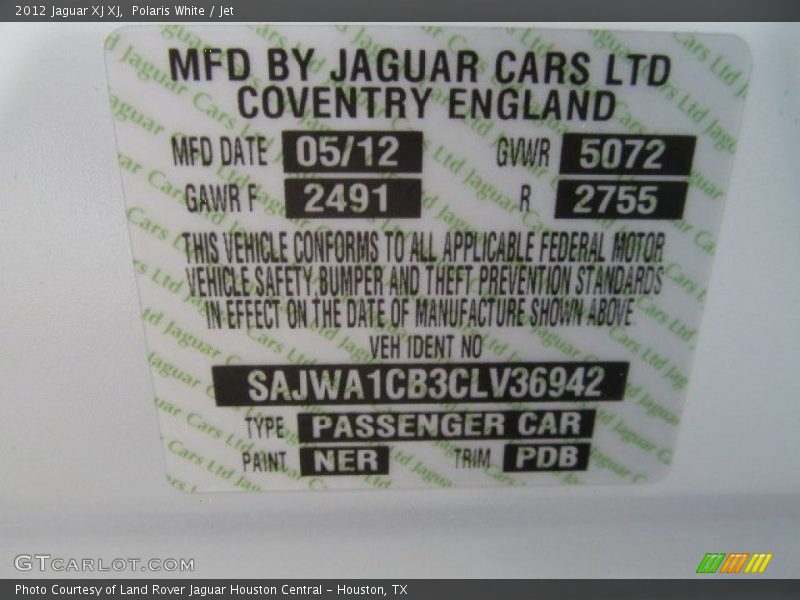 2012 Jaguar XJ XJ, Polaris White / Jet
MFD BY JAGUAR CARS LTD
COVENTRY ENGLAND
MFD DATE 05/12 GVWR 5072
GAWR F 2491 R 2755
THIS VEHICLE CONFORMS TO ALL APPLICABLE FEDERAL MOTOR
VEHICLE SAFETY, BUMPER AND THEFT PREVENTION STANDARDS
IN EFFECT ON THE DATE OF MANUFACTURE SHOWN ABOVE.
VEH IDENT NO
SAJWA1CB3CLV36942
TYPE PASSENGER CAR
PAINT NER TRIM PDB
GTCARLOT.COM
Photo Courtesy of Land Rover Jaguar Houston Central - Houston, TX